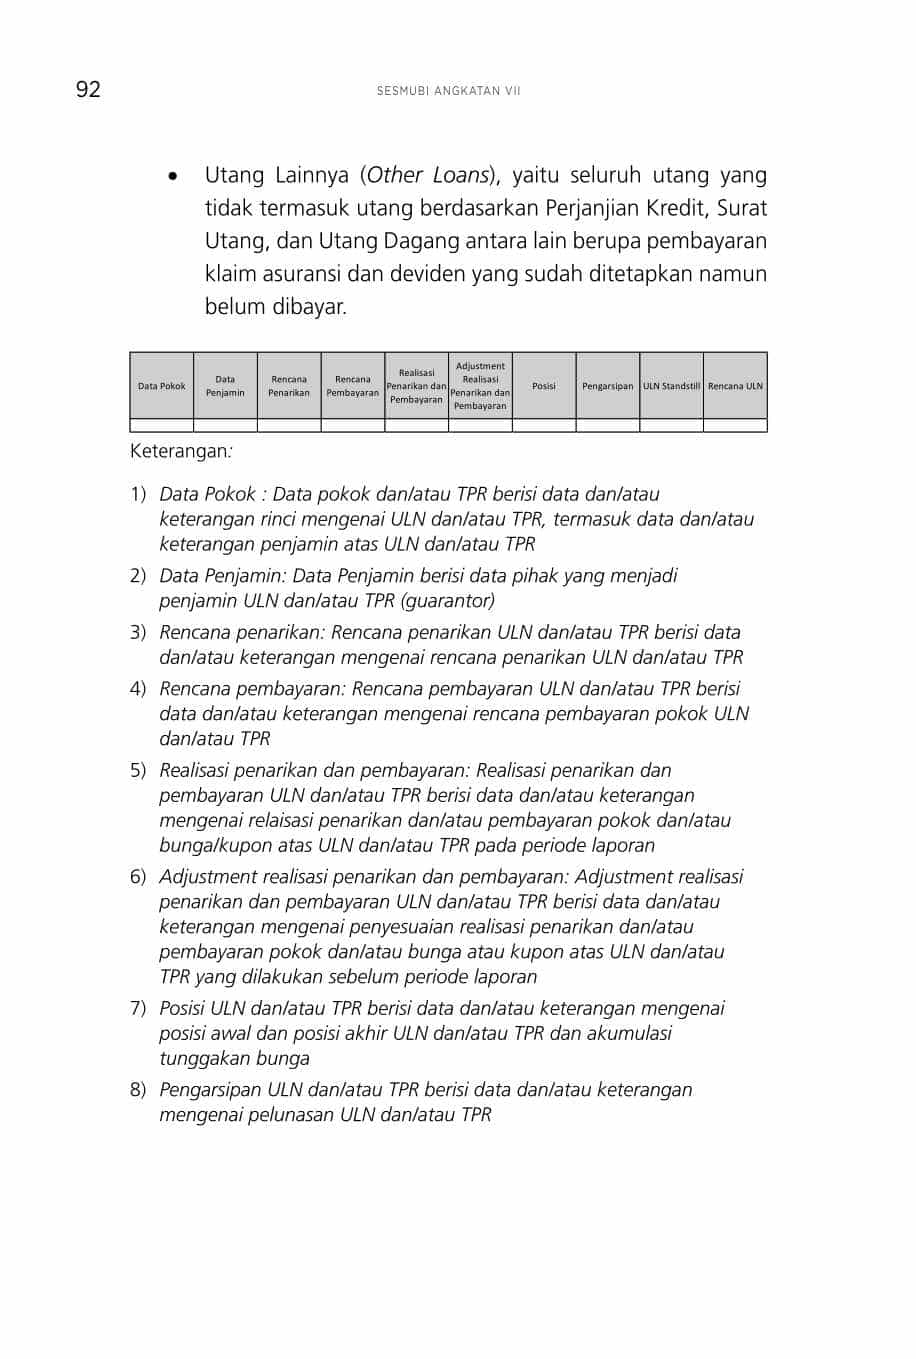 92
SESMUBI ANGKATAN VII
• Utang Lainnya (Other Loans), yaitu seluruh utang yang
tidak termasuk utang berdasarkan Perjanjian Kredit, Surat
Utang, dan Utang Dagang antara lain berupa pembayaran
klaim asuransi dan deviden yang sudah ditetapkan namun
belum dibayar.
Data Pokok
Data
Penjamin
Rencana
Penarikan
Rencana
Pembayaran
Realisasi
Penarikan dan
Pembayaran
Adjustment
Realisasi
Penarikan dan
Pembayaran
Posisi
Pengarsipan
ULN Standstill
Rencana ULN
Keterangan:
1) Data Pokok : Data pokok dan/atau TPR berisi data dan/atau
keterangan rinci mengenai ULN dan/atau TPR, termasuk data dan/atau
keterangan penjamin atas ULN dan/atau TPR
2) Data Penjamin: Data Penjamin berisi data pihak yang menjadi
penjamin ULN dan/atau TPR (guarantor)
3) Rencana penarikan: Rencana penarikan ULN dan/atau TPR berisi data
dan/atau keterangan mengenai rencana penarikan ULN dan/atau TPR
4) Rencana pembayaran: Rencana pembayaran ULN dan/atau TPR berisi
data dan/atau keterangan mengenai rencana pembayaran pokok ULN
dan/atau TPR
5) Realisasi penarikan dan pembayaran: Realisasi penarikan dan
pembayaran ULN dan/atau TPR berisi data dan/atau keterangan
mengenai relaisasi penarikan dan/atau pembayaran pokok dan/atau
bunga/kupon atas ULN dan/atau TPR pada periode laporan
6) Adjustment realisasi penarikan dan pembayaran: Adjustment realisasi
penarikan dan pembayaran ULN dan/atau TPR berisi data dan/atau
keterangan mengenai penyesuaian realisasi penarikan dan/atau
pembayaran pokok dan/atau bunga atau kupon atas ULN dan/atau
TPR yang dilakukan sebelum periode laporan
7) Posisi ULN dan/atau TPR berisi data dan/atau keterangan mengenai
posisi awal dan posisi akhir ULN dan/atau TPR dan akumulasi
tunggakan bunga
8) Pengarsipan ULN dan/atau TPR berisi data dan/atau keterangan
mengenai pelunasan ULN dan/atau TPR